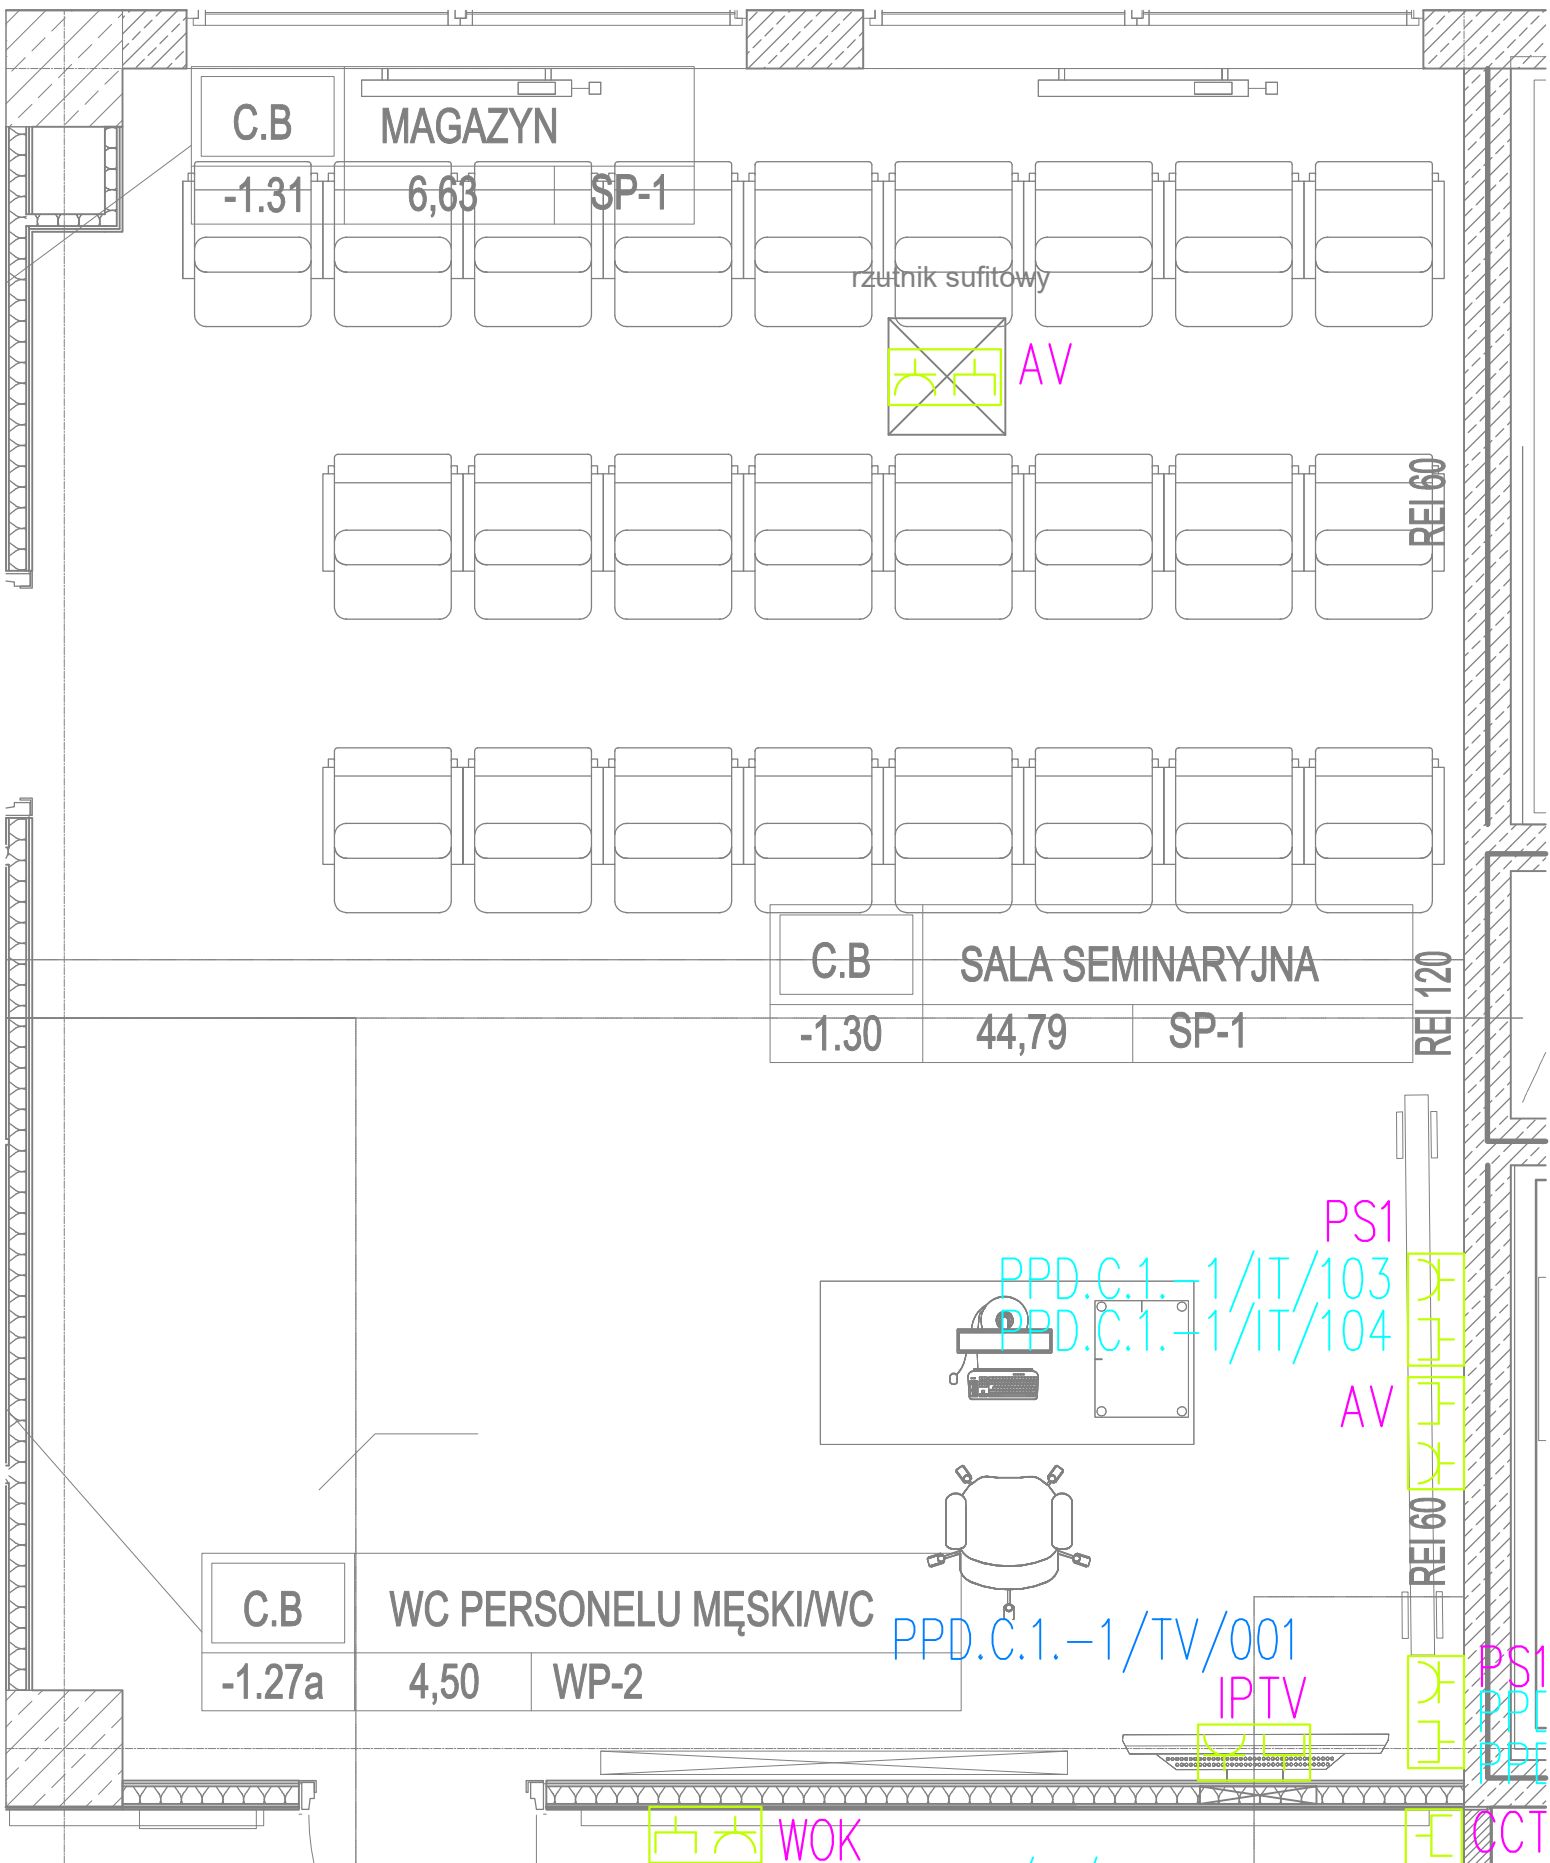 C.B MAGAZYN
-1.31 6,63 SP-1
rzutnik sufitowy
AV
REI 60
C.B SALA SEMINARYJNA
-1.30 44,79 SP-1
REI 120
PS1
PPD.C.1.-1/IT/103
PPD.C.1.-1/IT/104
AV
REI 60
C.B WC PERSONELU MĘSKI/WC
-1.27a 4,50 WP-2
PPD.C.1.-1/TV/001
IPTV
PS1
WOK
CCT